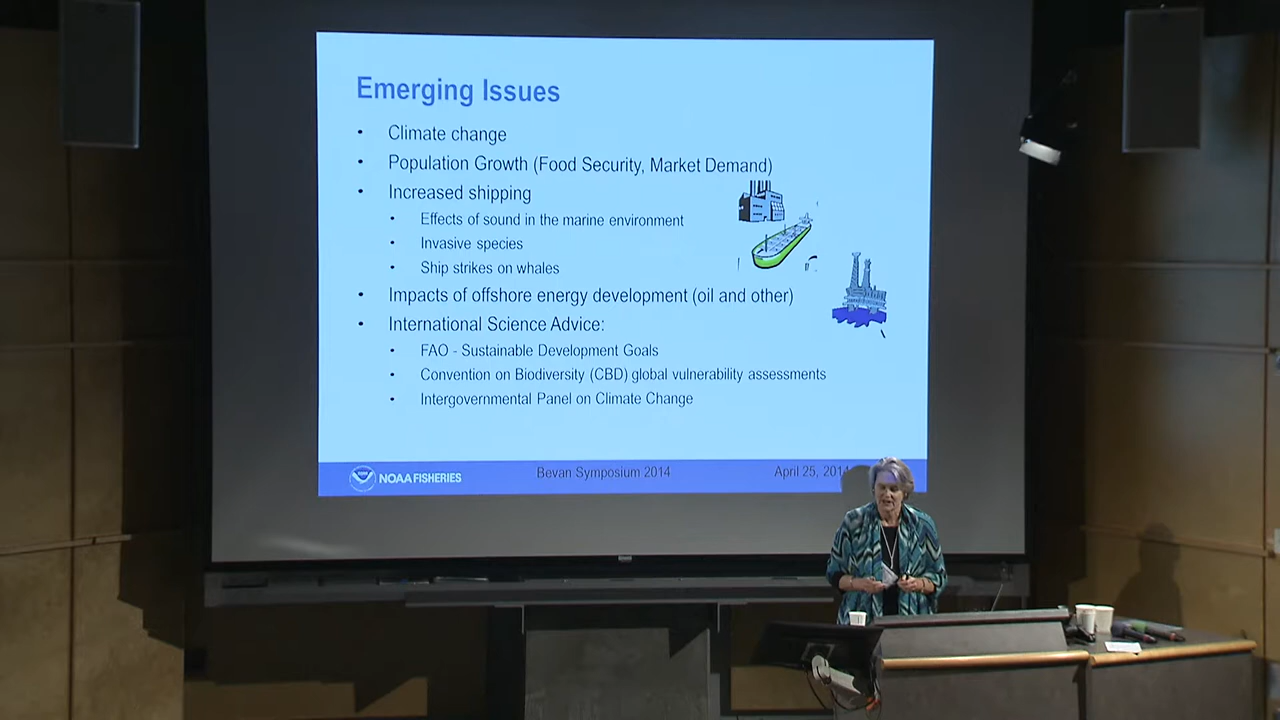 Emerging Issues
• Climate change
• Population Growth (Food Security, Market Demand)
• Increased shipping
• Effects of sound in the marine environment
• Invasive species
• Ship strikes on whales
• Impacts of offshore energy development (oil and other)
• International Science Advice:
• FAO - Sustainable Development Goals
• Convention on Biodiversity (CBD) global vulnerability assessments
• Intergovernmental Panel on Climate Change
NOAA FISHERIES
Bevan Symposium 2014
April 25, 2014